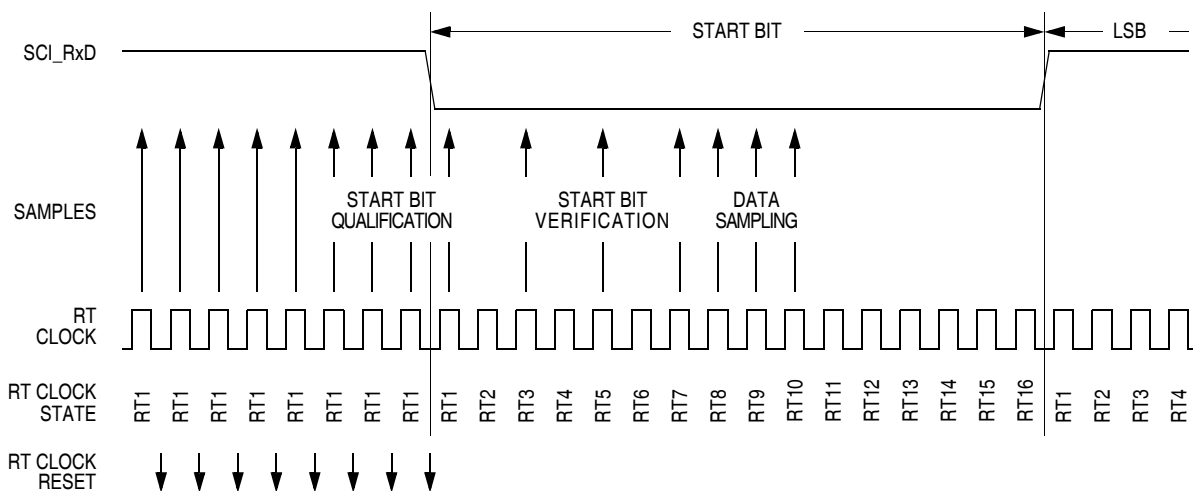 START BIT
LSB
SCI_RxD
SAMPLES
START BIT
QUALIFICATION
START BIT
VERIFICATION
DATA
SAMPLING
RT
CLOCK
RT CLOCK
STATE
RT1 RT1 RT1 RT1 RT1 RT1 RT1 RT1 RT1 RT2 RT3 RT4 RT5 RT6 RT7 RT8 RT9 RT10 RT11 RT12 RT13 RT14 RT15 RT16 RT1 RT2 RT3 RT4
RT CLOCK
RESET